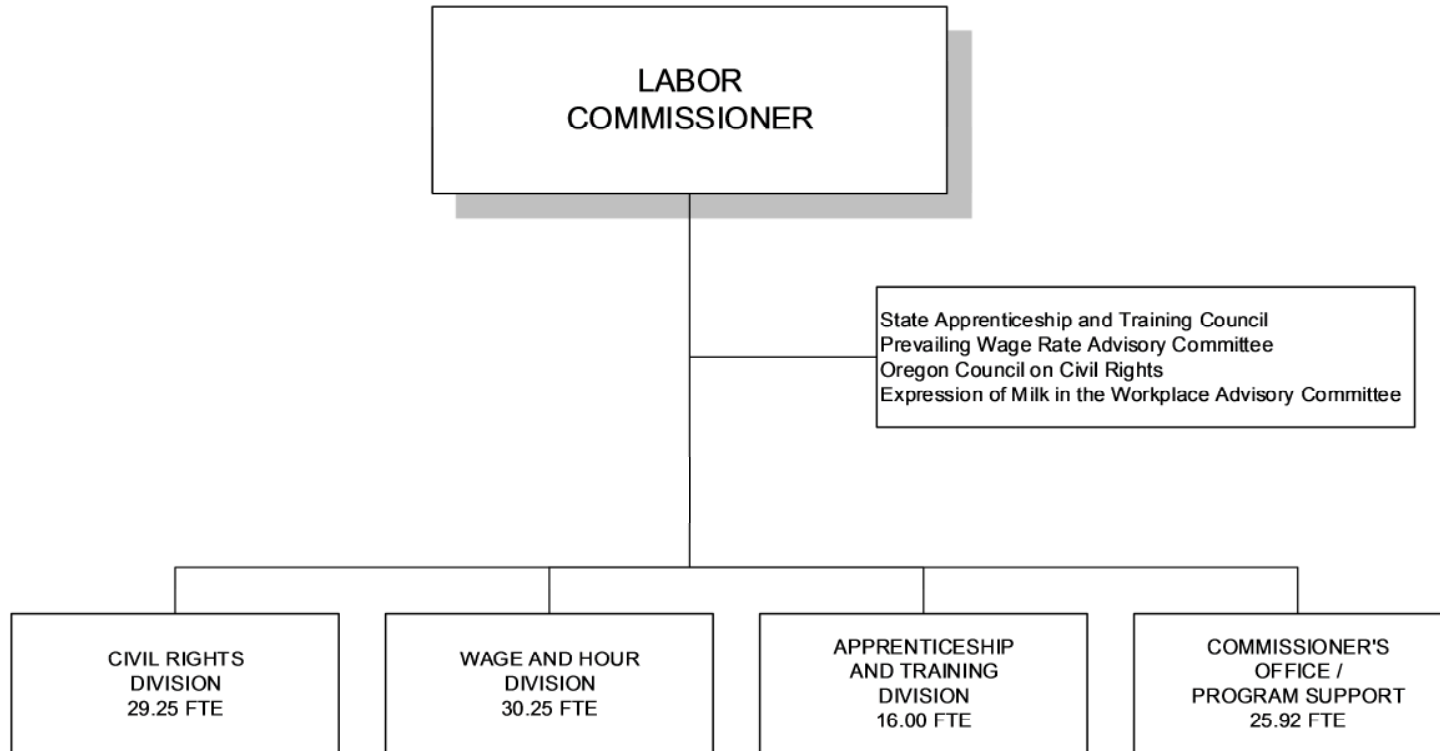 LABOR
COMMISSIONER
State Apprenticeship and Training Council
Prevailing Wage Rate Advisory Committee
Oregon Council on Civil Rights
Expression of Milk in the Workplace Advisory Committee
CIVIL RIGHTS
DIVISION
29.25 FTE
WAGE AND HOUR
DIVISION
30.25 FTE
APPRENTICESHIP
AND TRAINING
DIVISION
16.00 FTE
COMMISSIONER'S
OFFICE /
PROGRAM SUPPORT
25.92 FTE